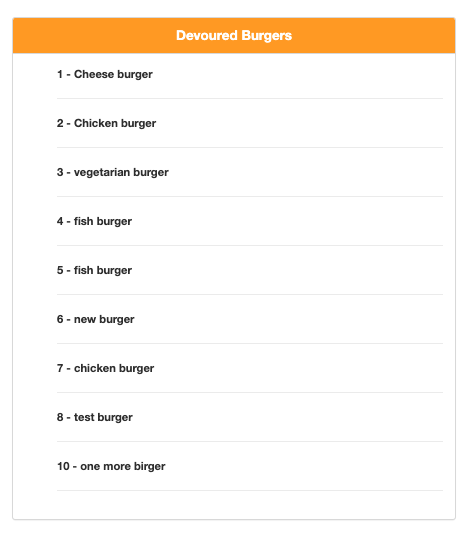 Devoured Burgers
1 - Cheese burger
2 - Chicken burger
3 - vegetarian burger
4 - fish burger
5 - fish burger
6 - new burger
7 - chicken burger
8 - test burger
10 - one more birger